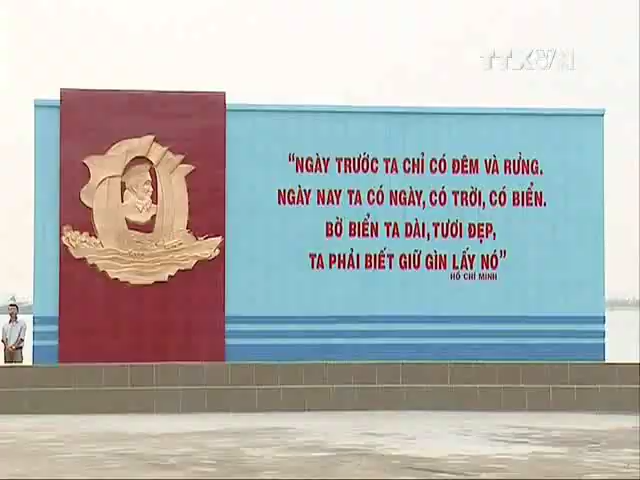 TTXVN
“NGÀY TRƯỚC TA CHỈ CÓ ĐÊM VÀ RỪNG.
NGÀY NAY TA CÓ NGÀY, CÓ TRỜI, CÓ BIỂN.
BỜ BIỂN TA DÀI, TƯƠI ĐẸP,
TA PHẢI BIẾT GIỮ GÌN LẤY NÓ”
HỒ CHÍ MINH